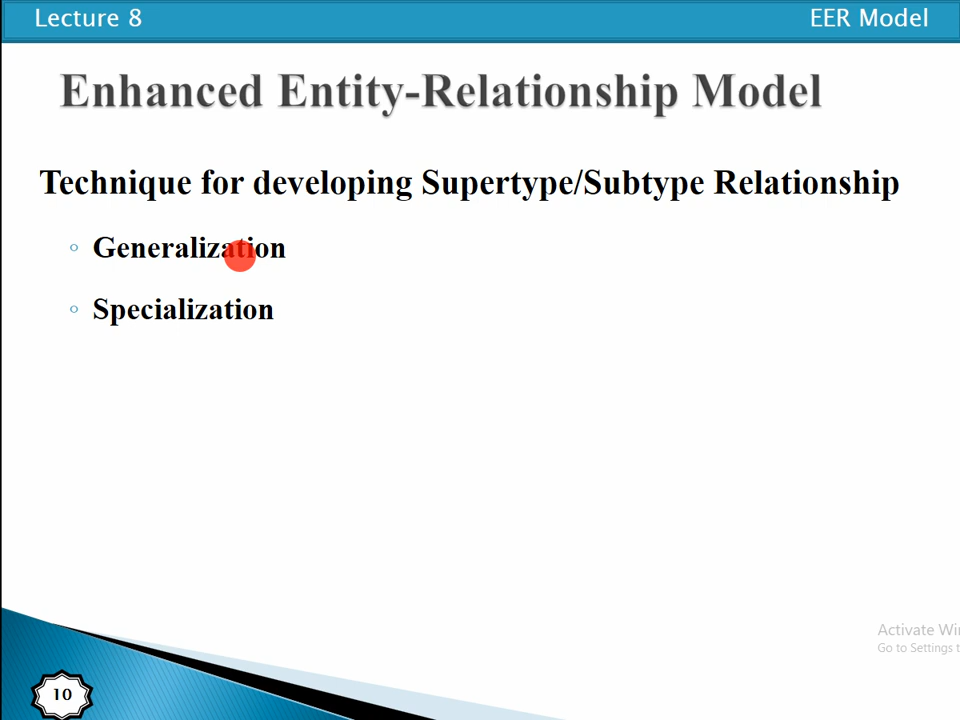 Lecture 8
EER Model
Enhanced Entity-Relationship Model
Technique for developing Supertype/Subtype Relationship
Generalization
Specialization
Activate Wi
Go to Settings t
10